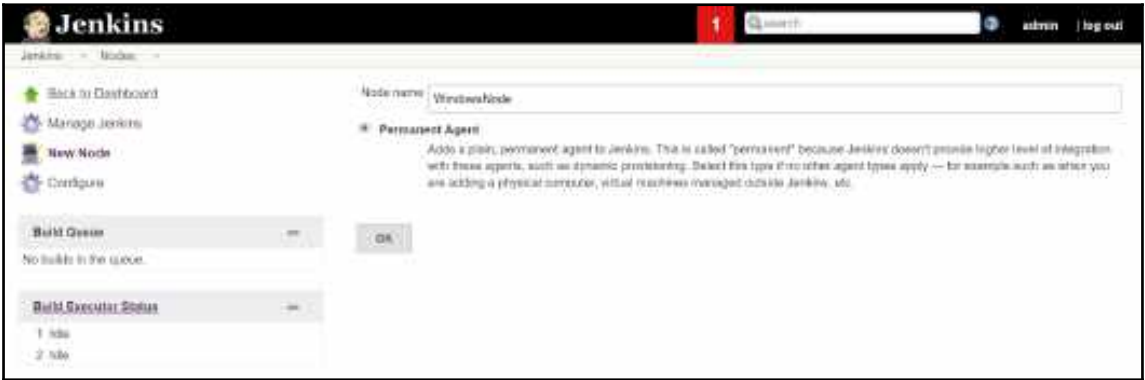 Jenkins
1
search
admin
| log out
Jenkins
Nodes
Back to Dashboard
Manage Jenkins
New Node
Configure
Build Queue
No builds in the queue.
Build Executor Status
1 Idle
2 Idle
Node name
WindowsNode
Permanent Agent
Adds a plain, permanent agent to Jenkins. This is called "permanent" because Jenkins doesn't provide higher level of integration
with these agents, such as dynamic provisioning. Select this type if no other agent types apply — for example such as when you
are adding a physical computer, virtual machines managed outside Jenkins, etc.
OK